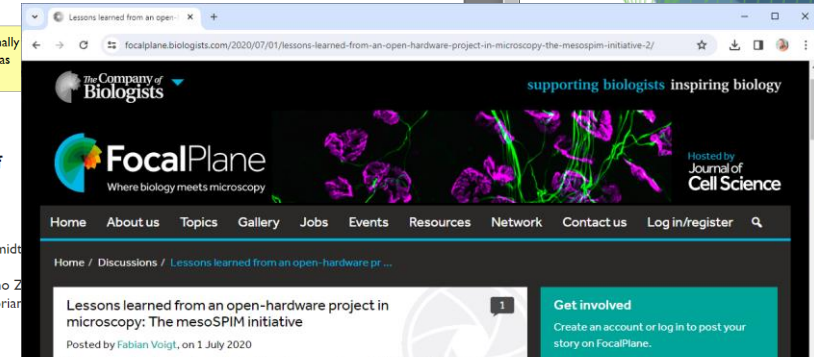 Lessons learned from an open-
focalplane.biologists.com/2020/07/01/lessons-learned-from-an-open-hardware-project-in-microscopy-the-mesospim-initiative-2/
The Company of
Biologists
supporting biologists inspiring biology
FocalPlane
Where biology meets microscopy
Hosted by
Journal of
Cell Science
Home About us Topics Gallery Jobs Events Resources Network Contact us Log in/register
Home / Discussions / Lessons learned from an open-hardware pr ...
Lessons learned from an open-hardware project in
microscopy: The mesoSPIM initiative
1
Posted by Fabian Voigt, on 1 July 2020
Get involved
Create an account or log in to post your
story on FocalPlane.